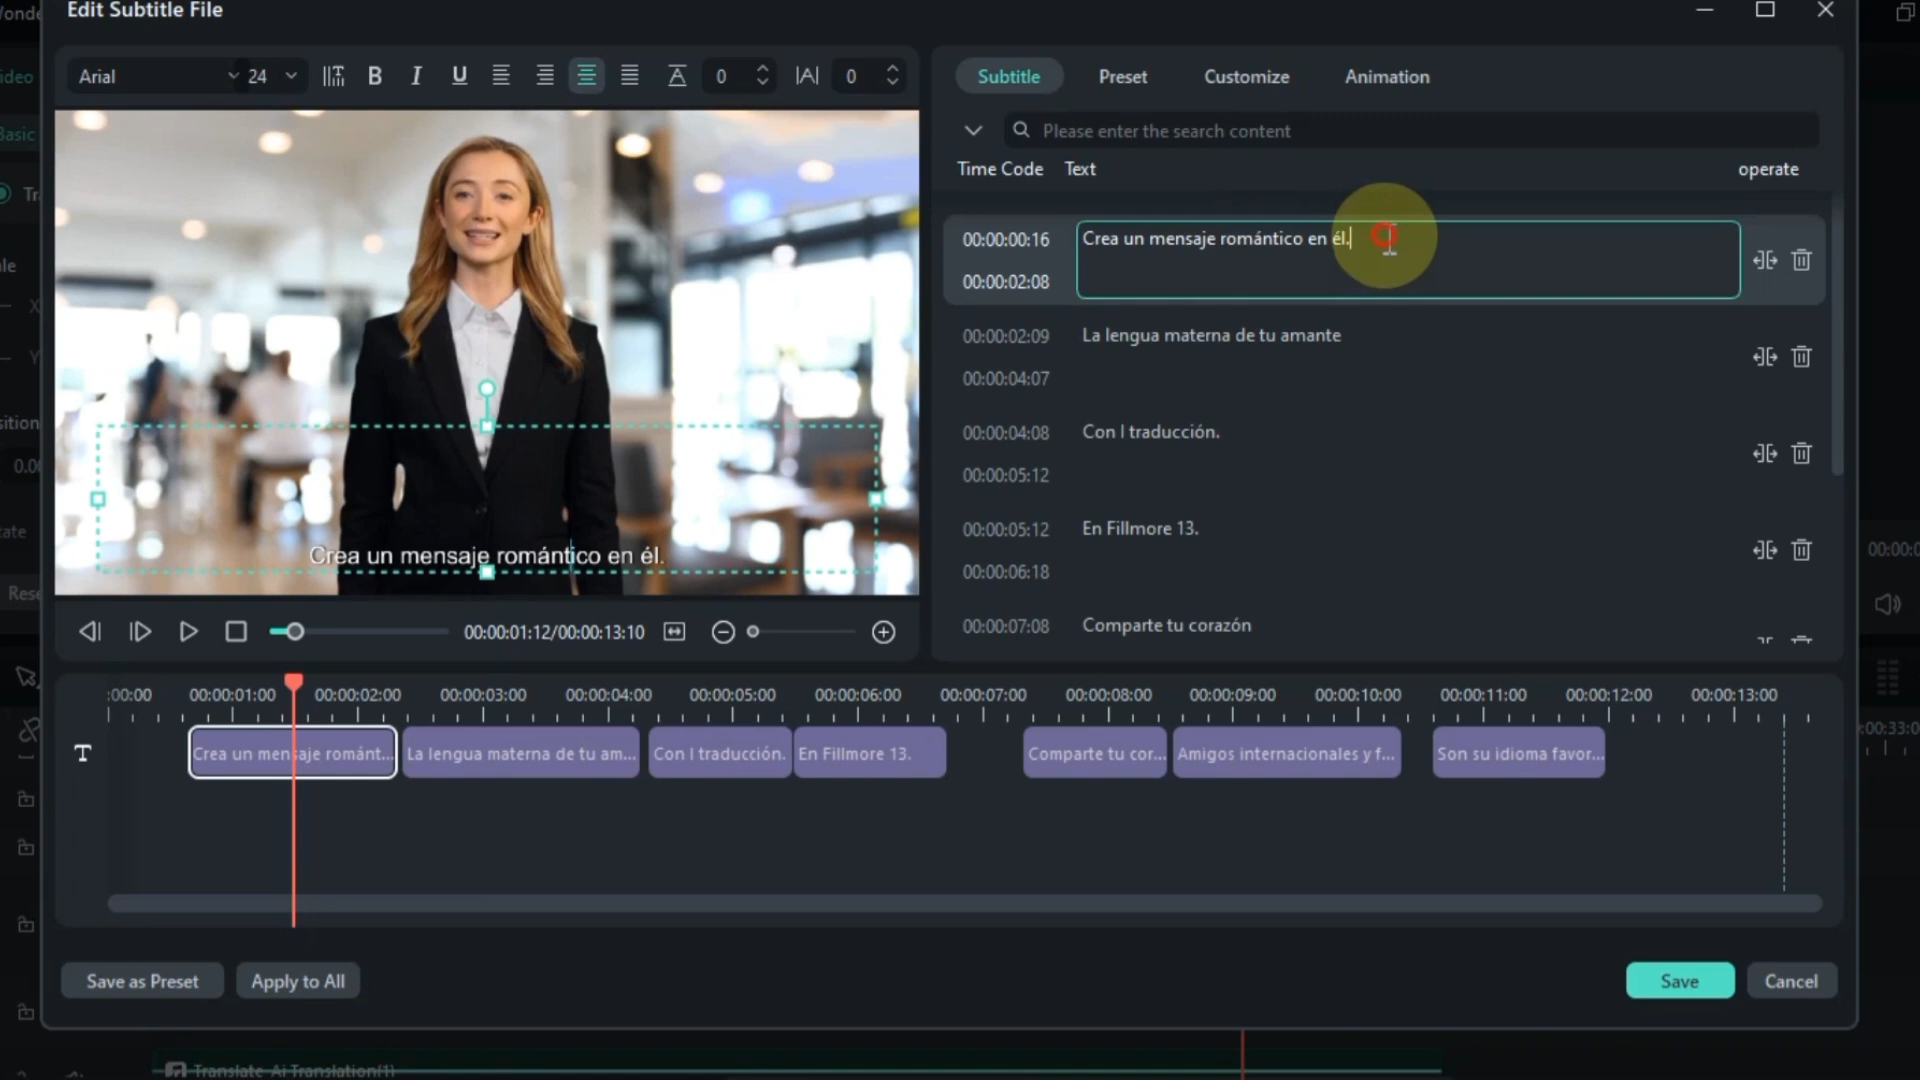 Edit Subtitle File
Arial 24 B I U 0 0
Subtitle Preset Customize Animation
Please enter the search content
Time Code Text operate
00:00:00:16 Crea un mensaje romántico en él.
00:00:02:08
00:00:02:09 La lengua materna de tu amante
00:00:04:07
00:00:04:08 Con l traducción.
00:00:05:12
00:00:05:12 En Fillmore 13.
00:00:06:18
00:00:07:08 Comparte tu corazón
Crea un mensaje romántico en él.
00:00:01:12/00:00:13:10
:00:00 00:00:01:00 00:00:02:00 00:00:03:00 00:00:04:00 00:00:05:00 00:00:06:00 00:00:07:00 00:00:08:00 00:00:09:00 00:00:10:00 00:00:11:00 00:00:12:00 00:00:13:00
T Crea un mensaje románt... La lengua materna de tu am... Con l traducción. En Fillmore 13. Comparte tu cor... Amigos internacionales y f... Son su idioma favor...
Save as Preset Apply to All Save Cancel
Translate_Ai Translation(1)